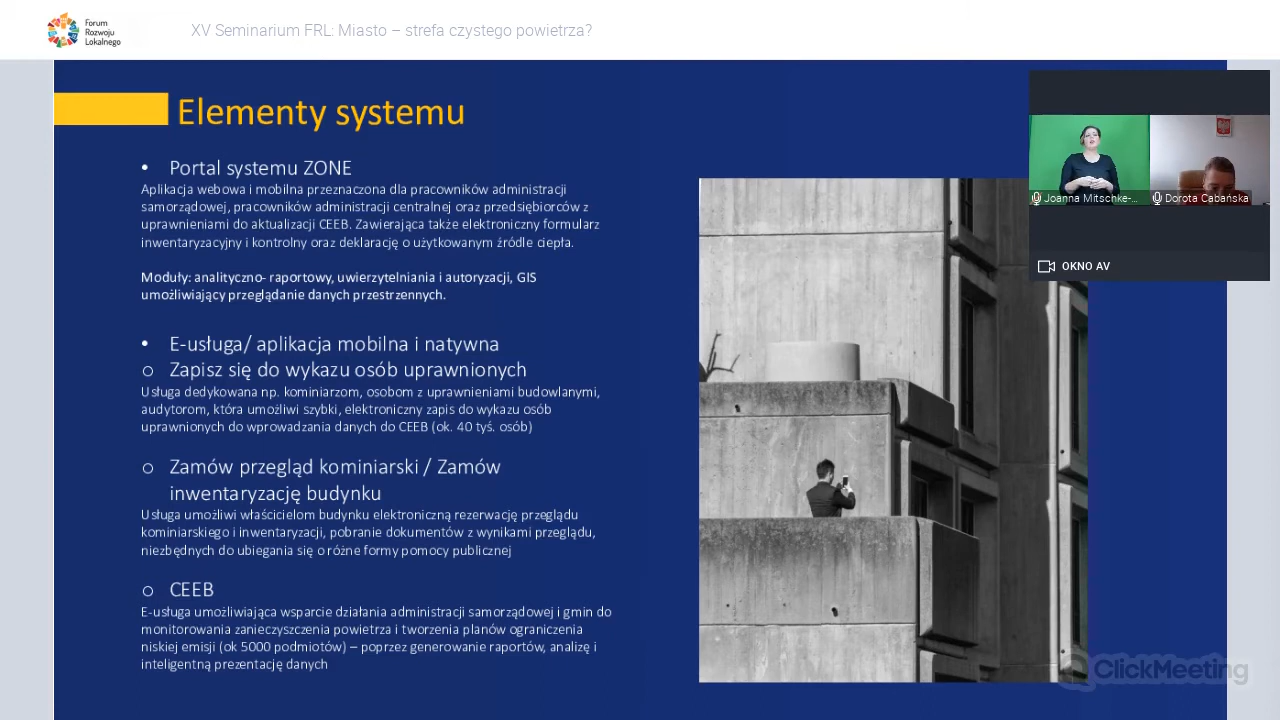 Forum
Rozwoju
Lokalnego
XV Seminarium FRL: Miasto – strefa czystego powietrza?
Elementy systemu
• Portal systemu ZONE
Aplikacja webowa i mobilna przeznaczona dla pracowników administracji
samorządowej, pracowników administracji centralnej oraz przedsiębiorców z
uprawnieniami do aktualizacji CEEB. Zawierająca także elektroniczny formularz
inwentaryzacyjny i kontrolny oraz deklarację o użytkowanym źródle ciepła.
Moduły: analityczno- raportowy, uwierzytelniania i autoryzacji, GIS
umożliwiający przeglądanie danych przestrzennych.
• E-usługa/ aplikacja mobilna i natywna
o Zapisz się do wykazu osób uprawnionych
Usługa dedykowana np. kominiarzom, osobom z uprawnieniami budowlanymi,
audytorom, która umożliwi szybki, elektroniczny zapis do wykazu osób
uprawnionych do wprowadzania danych do CEEB (ok. 40 tyś. osób)
o Zamów przegląd kominiarski / Zamów
inwentaryzację budynku
Usługa umożliwi właścicielom budynku elektroniczną rezerwację przeglądu
kominiarskiego i inwentaryzacji, pobranie dokumentów z wynikami przeglądu,
niezbędnych do ubiegania się o różne formy pomocy publicznej
o CEEB
E-usługa umożliwiająca wsparcie działania administracji samorządowej i gmin do
monitorowania zanieczyszczenia powietrza i tworzenia planów ograniczenia
niskiej emisji (ok 5000 podmiotów) – poprzez generowanie raportów, analizę i
inteligentną prezentację danych
Joanna Mitschke-...
Dorota Cabańska
OKNO AV
ClickMeeting